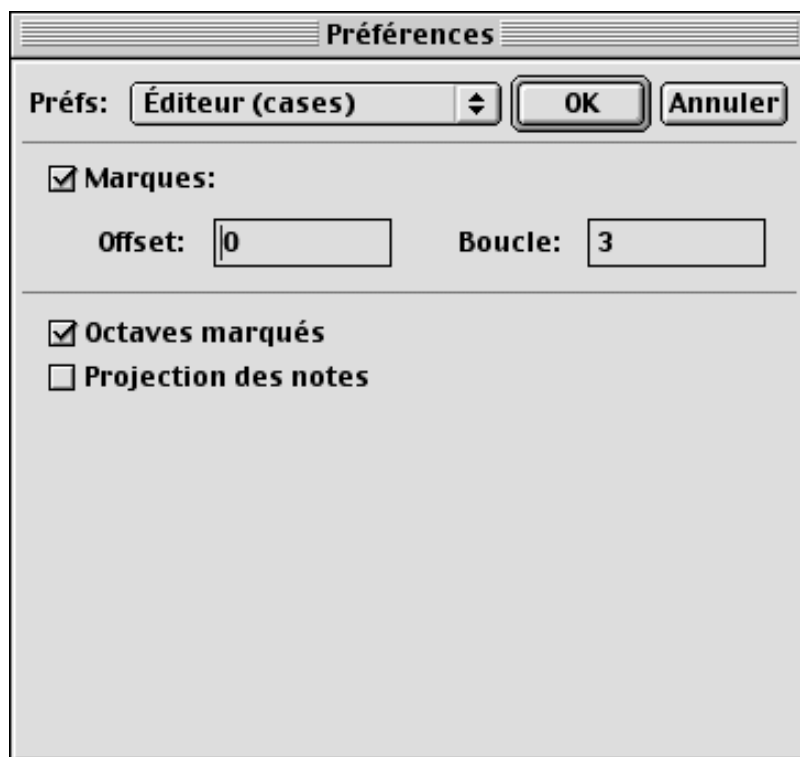 Préférences
Préfs: Éditeur (cases) OK Annuler
Marques:
Offset: 0 Boucle: 3
Octaves marqués
Projection des notes